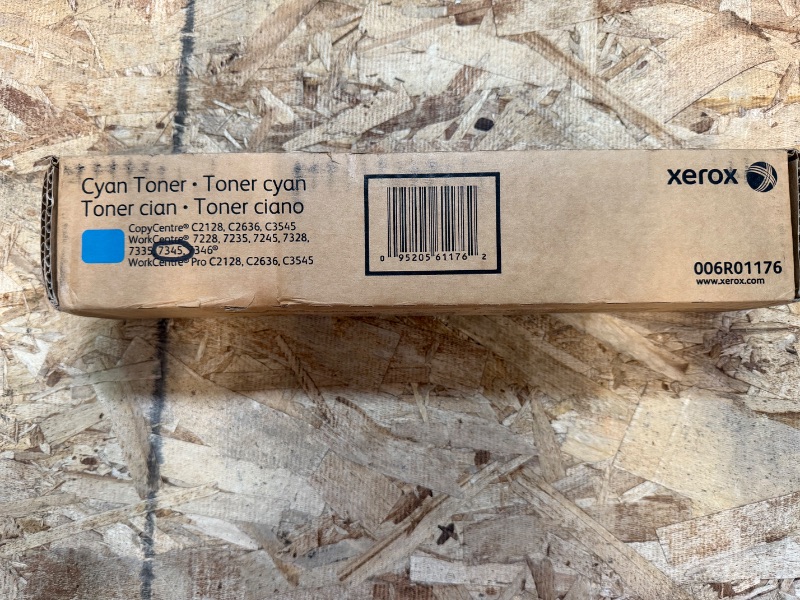 Cyan Toner • Toner cyan
Toner cian • Toner ciano
CopyCentre® C2128, C2636, C3545
WorkCentre® 7228, 7235, 7245, 7328,
7335, 7345, 7346®
WorkCentre® Pro C2128, C2636, C3545
0 95205 61176 2
xerox
006R01176
www.xerox.com